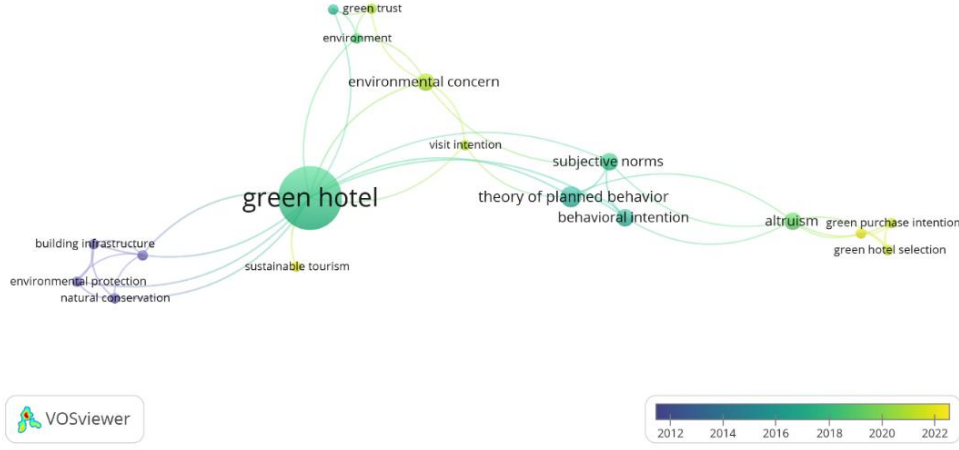 green trust
environment
environmental concern
visit intention
subjective norms
green hotel
theory of planned behavior
behavioral intention
altruism
green purchase intention
building infrastructure
green hotel selection
sustainable tourism
environmental protection
natural conservation
VOSviewer
2012 2014 2016 2018 2020 2022